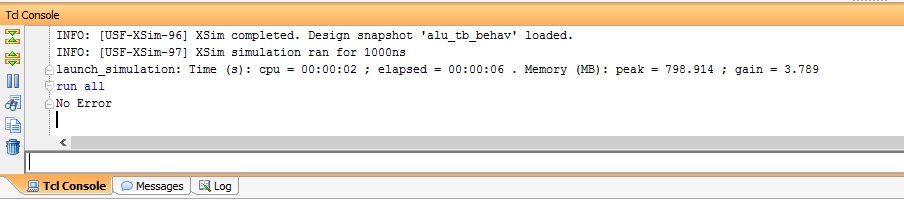 Tcl Console
INFO: [USF-XSim-96] XSim completed. Design snapshot 'alu_tb_behav' loaded.
INFO: [USF-XSim-97] XSim simulation ran for 1000ns
launch_simulation: Time (s): cpu = 00:00:02 ; elapsed = 00:00:06 . Memory (MB): peak = 798.914 ; gain = 3.789
run all
No Error
Tcl Console Messages Log